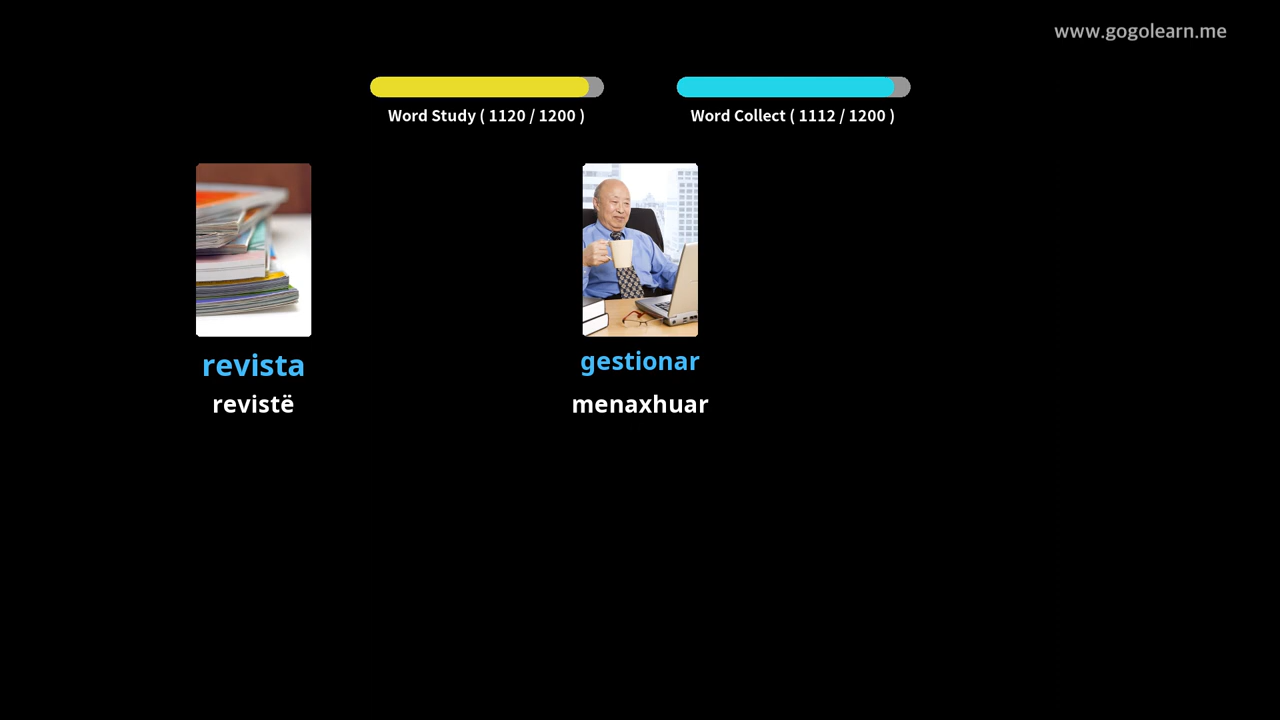 www.gogolearn.me
Word Study ( 1120 / 1200 )
Word Collect ( 1112 / 1200 )
revista
revistë
gestionar
menaxhuar